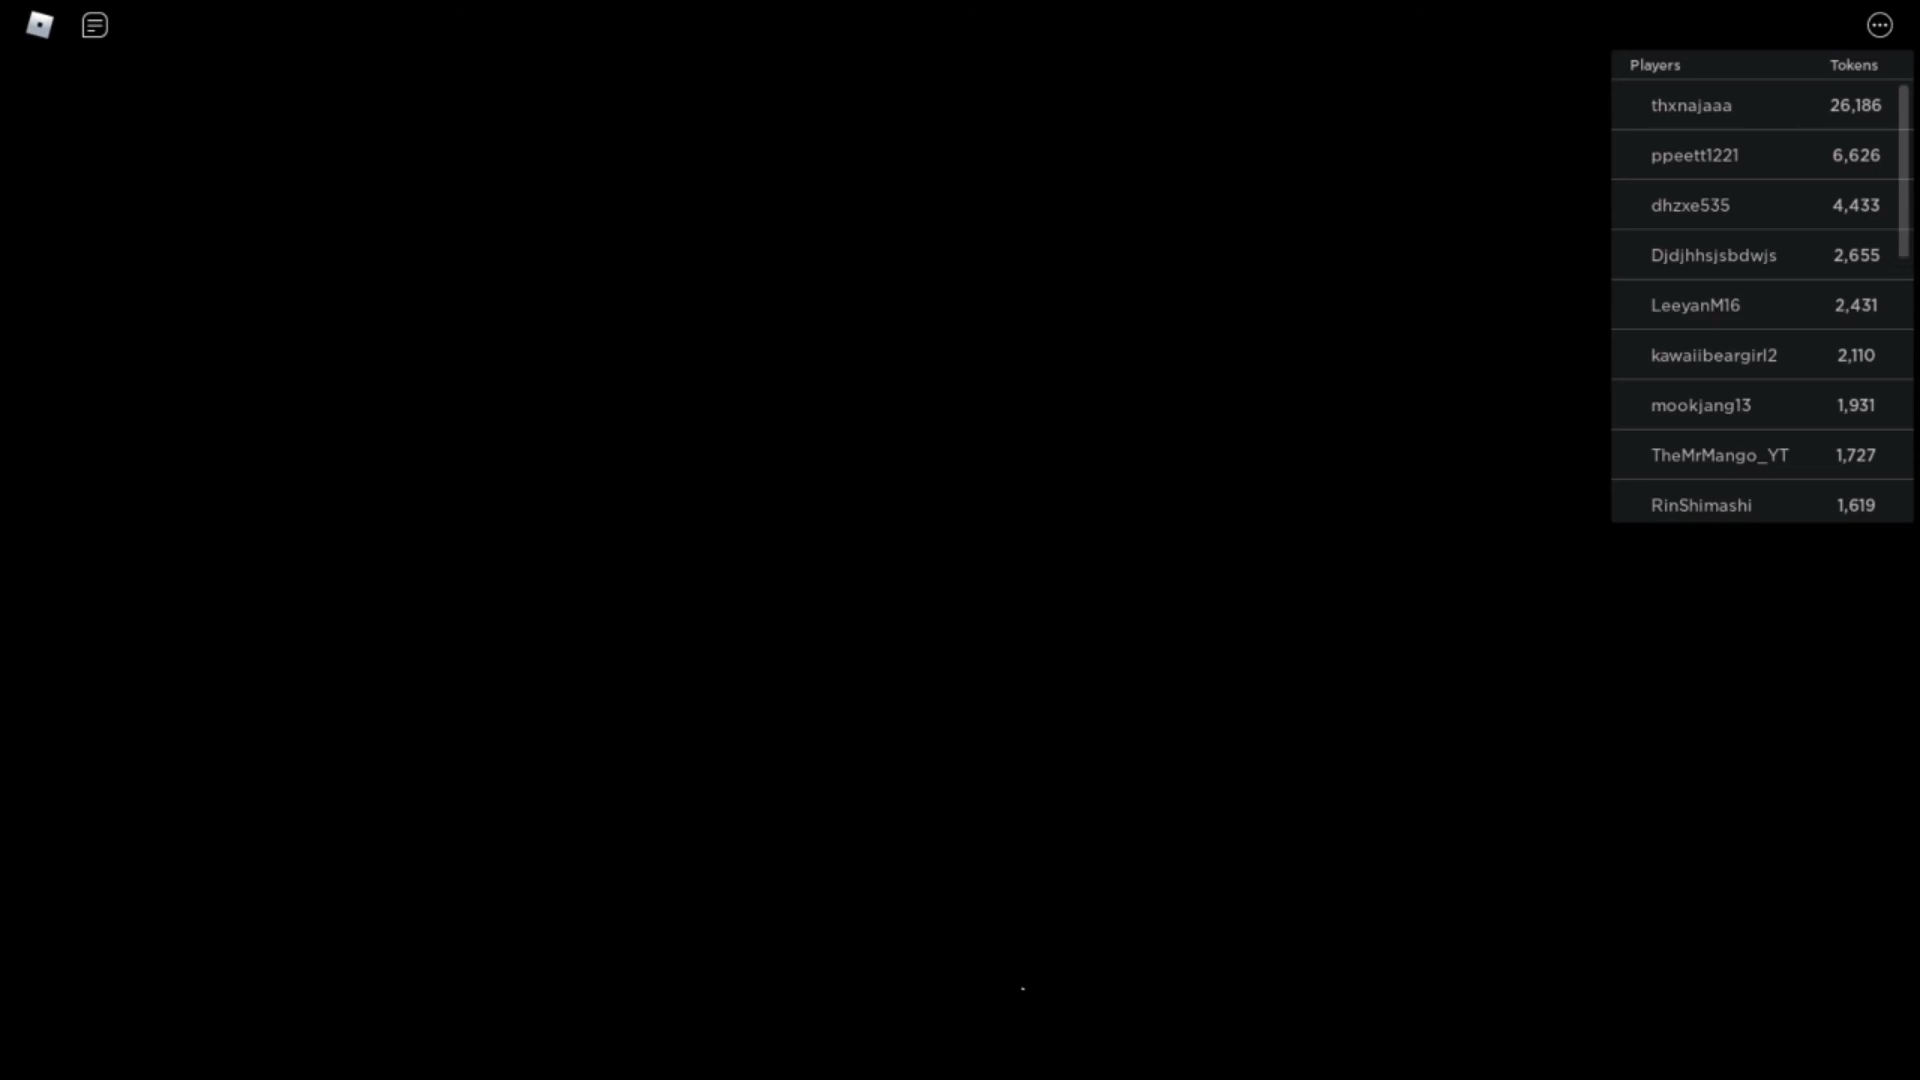 Players Tokens
thxnajaaa 26,186
ppeett1221 6,626
dhzxe535 4,433
Djdjhhsjsbdwjs 2,655
LeeyanM16 2,431
kawaiibeargirl2 2,110
mookjang13 1,931
TheMrMango_YT 1,727
RinShimashi 1,619